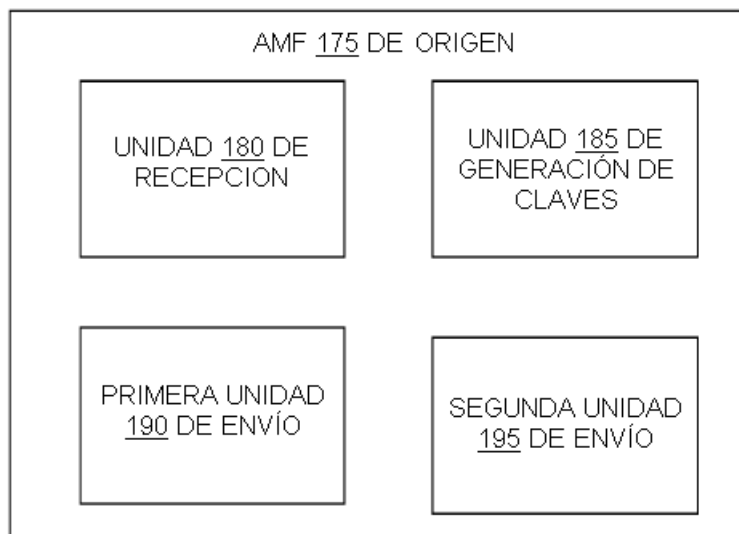 AMF 175 DE ORIGEN
UNIDAD 180 DE
RECEPCION
UNIDAD 185 DE
GENERACIÓN DE
CLAVES
PRIMERA UNIDAD
190 DE ENVÍO
SEGUNDA UNIDAD
195 DE ENVÍO